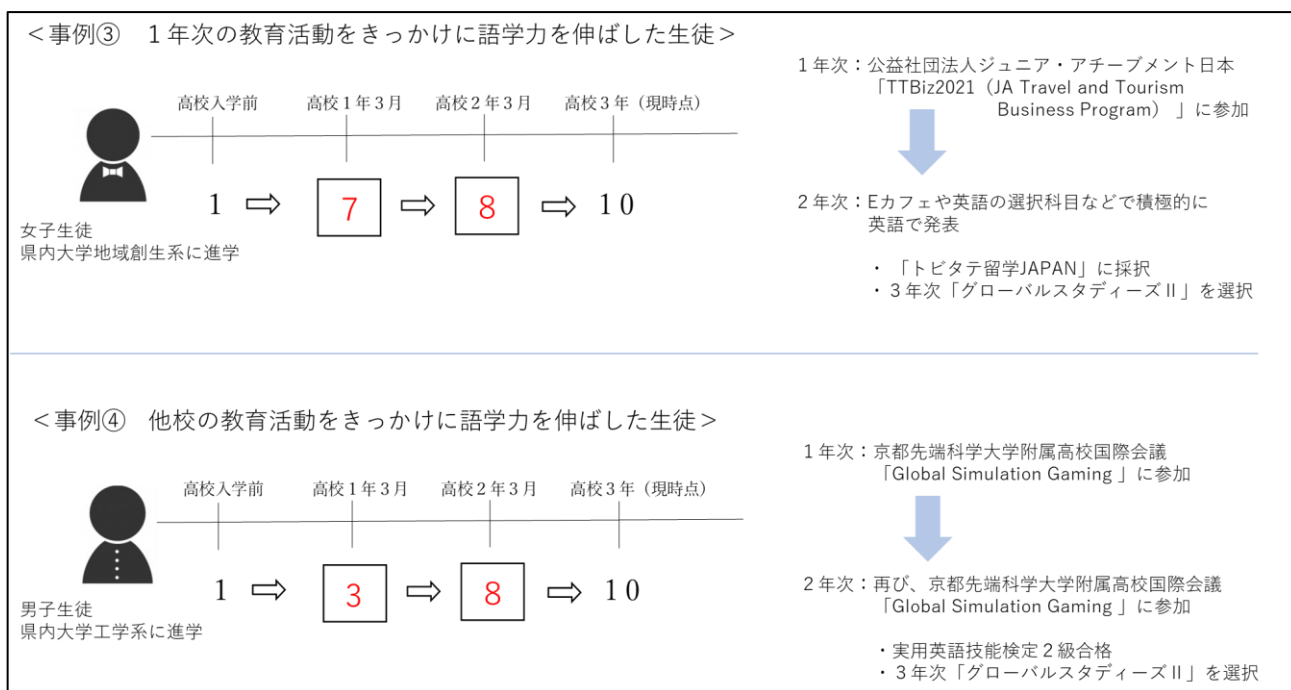 ＜事例③　１年次の教育活動をきっかけに語学力を伸ばした生徒＞
高校入学前　高校１年３月　高校２年３月　高校３年（現時点）
1 ⇨ 7 ⇨ 8 ⇨ 10
女子生徒
県内大学地域創生系に進学
１年次：公益社団法人ジュニア・アチーブメント日本
「TTBiz2021（JA Travel and Tourism
Business Program） 」に参加
２年次：Eカフェや英語の選択科目などで積極的に
英語で発表
・「トビタテ留学JAPAN」に採択
・３年次「グローバルスタディーズⅡ」を選択
＜事例④　他校の教育活動をきっかけに語学力を伸ばした生徒＞
高校入学前　高校１年３月　高校２年３月　高校３年（現時点）
1 ⇨ 3 ⇨ 8 ⇨ 10
男子生徒
県内大学工学系に進学
１年次：京都先端科学大学附属高校国際会議
「Global Simulation Gaming 」に参加
２年次：再び、京都先端科学大学附属高校国際会議
「Global Simulation Gaming 」に参加
・実用英語技能検定２級合格
・３年次「グローバルスタディーズⅡ」を選択